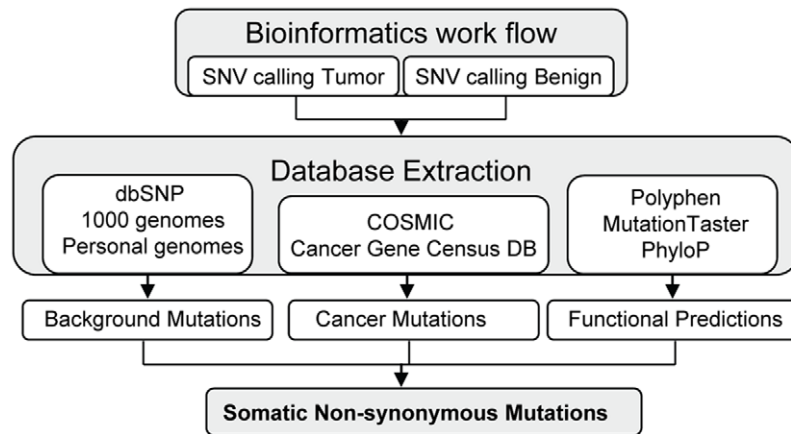 Bioinformatics work flow
SNV calling Tumor
SNV calling Benign
Database Extraction
dbSNP
1000 genomes
Personal genomes
COSMIC
Cancer Gene Census DB
Polyphen
MutationTaster
PhyloP
Background Mutations
Cancer Mutations
Functional Predictions
Somatic Non-synonymous Mutations